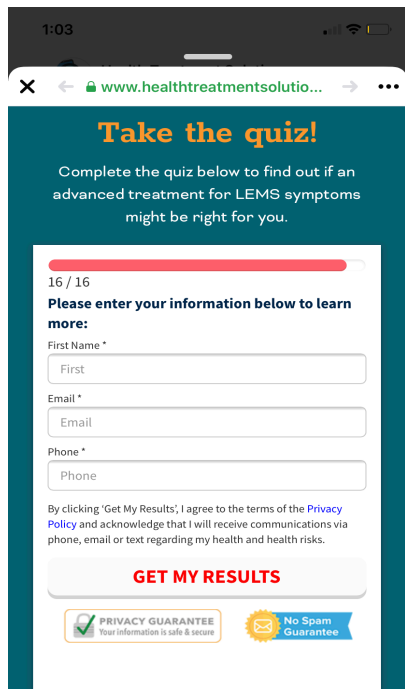 1:03
www.healthtreatmentsolutio...
Take the quiz!
Complete the quiz below to find out if an
advanced treatment for LEMS symptoms
might be right for you.
16 / 16
Please enter your information below to learn
more:
First Name *
First
Email *
Email
Phone *
Phone
By clicking ‘Get My Results’, I agree to the terms of the Privacy
Policy and acknowledge that I will receive communications via
phone, email or text regarding my health and health risks.
GET MY RESULTS
PRIVACY GUARANTEE
Your information is safe & secure
No Spam
Guarantee